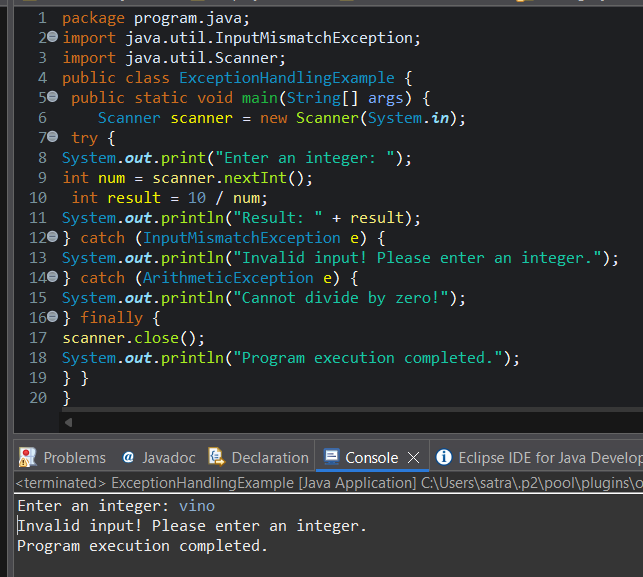 1 package program.java;
2 import java.util.InputMismatchException;
3 import java.util.Scanner;
4 public class ExceptionHandlingExample {
5 public static void main(String[] args) {
6 Scanner scanner = new Scanner(System.in);
7 try {
8 System.out.print("Enter an integer: ");
9 int num = scanner.nextInt();
10 int result = 10 / num;
11 System.out.println("Result: " + result);
12 } catch (InputMismatchException e) {
13 System.out.println("Invalid input! Please enter an integer.");
14 } catch (ArithmeticException e) {
15 System.out.println("Cannot divide by zero!");
16 } finally {
17 scanner.close();
18 System.out.println("Program execution completed.");
19 } }
20 }
Problems @ Javadoc Declaration Console Eclipse IDE for Java Develop
<terminated> ExceptionHandlingExample [Java Application] C:\Users\satra\.p2\pool\plugins\o
Enter an integer: vino
Invalid input! Please enter an integer.
Program execution completed.